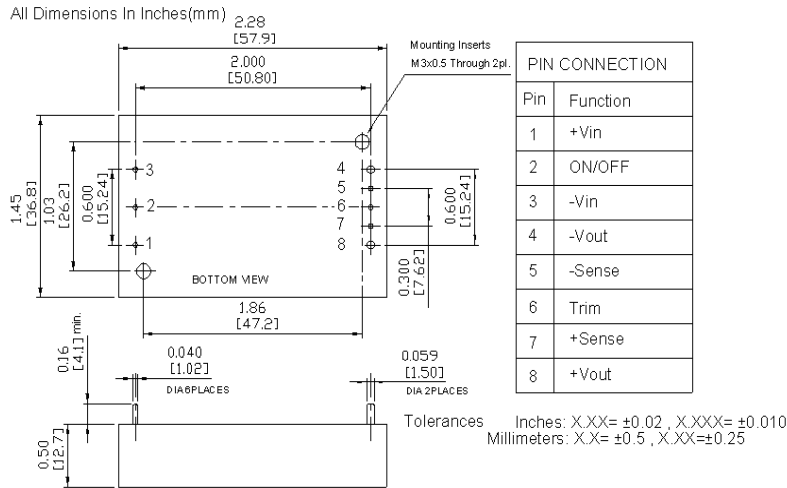 All Dimensions In Inches(mm)
2.28
[57.9]
2.000
[50.80]
Mounting Inserts
M3x0.5 Through 2pl.
1.45
[36.8]
1.03
[26.2]
0.600
[15.24]
3
2
1
4
5
6
7
8
0.600
[15.24]
0.300
[7.62]
BOTTOM VIEW
1.86
[47.2]
PIN CONNECTION
Pin Function
1 +Vin
2 ON/OFF
3 -Vin
4 -Vout
5 -Sense
6 Trim
7 +Sense
8 +Vout
0.16
[4.1] min.
0.040
[1.02]
DIA6PLACES
0.059
[1.50]
DIA 2PLACES
0.50
[12.7]
Tolerances Inches: X.XX= ±0.02 , X.XXX= ±0.010
Millimeters: X.X= ±0.5 , X.XX=±0.25